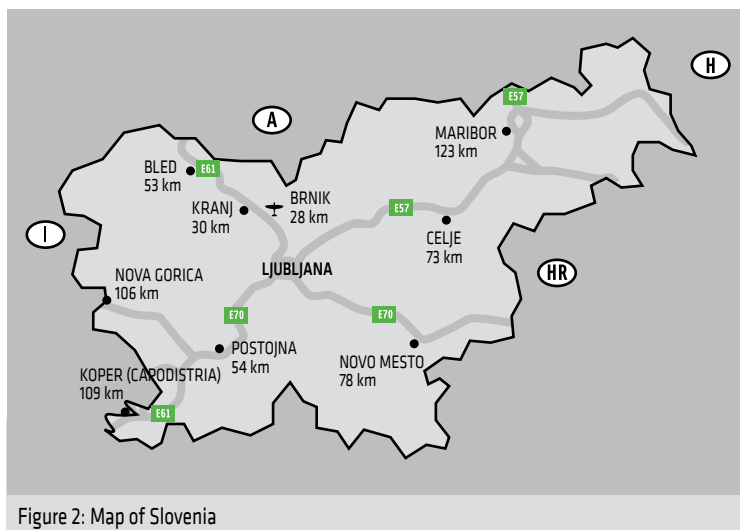 H
E57
A
MARIBOR
123 km
BLED
53 km
E61
BRNIK
28 km
KRANJ
30 km
E57
CELJE
73 km
I
LJUBLJANA
HR
NOVA GORICA
106 km
E70
E70
POSTOJNA
54 km
NOVO MESTO
78 km
KOPER (CAPODISTRIA)
109 km
E61
Figure 2: Map of Slovenia